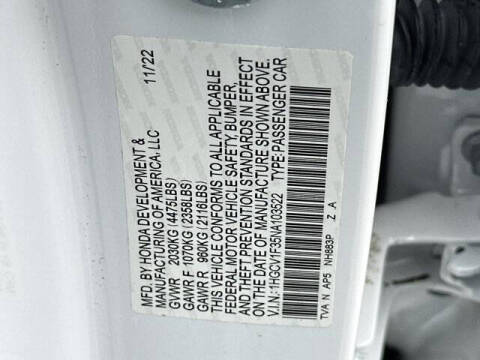 MFD. BY HONDA DEVELOPMENT & 11/22
MANUFACTURING OF AMERICA, LLC
GVWR 2030KG (4475LBS)
GAWR F 1070KG (2358LBS)
GAWR R 960KG (2116LBS)
THIS VEHICLE CONFORMS TO ALL APPLICABLE
FEDERAL MOTOR VEHICLE SAFETY, BUMPER,
AND THEFT PREVENTION STANDARDS IN EFFECT
ON THE DATE OF MANUFACTURE SHOWN ABOVE.
V.I.N.:1HGCV1F35NA103522 TYPE:PASSENGER CAR
TVA N AP5 NH883P Z A